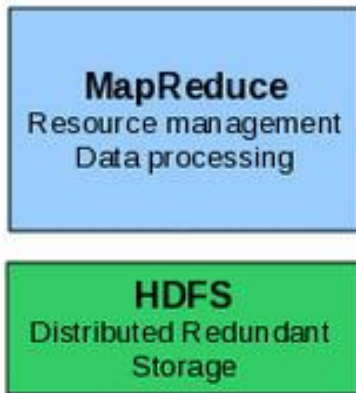 MapReduce
Resource management
Data processing
HDFS
Distributed Redundant
Storage